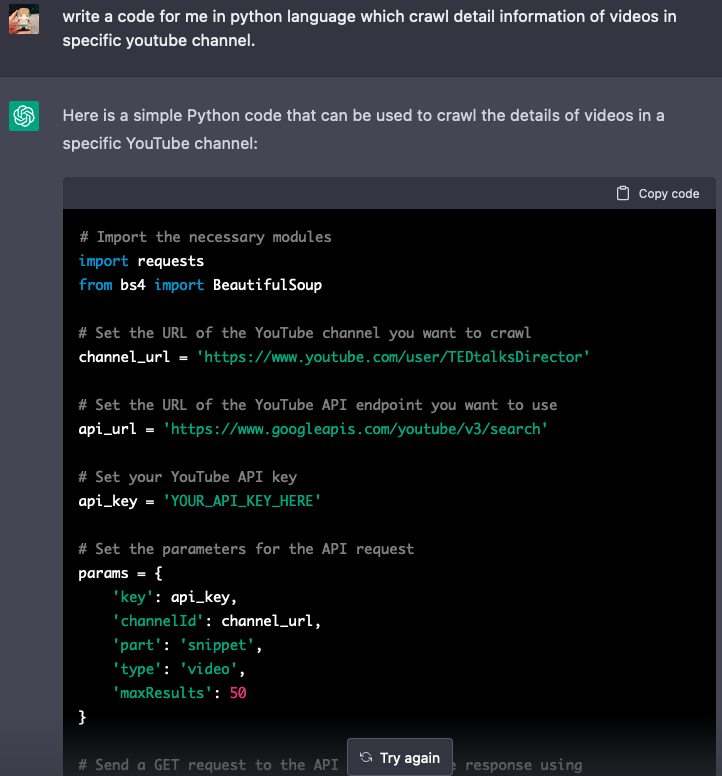 write a code for me in python language which crawl detail information of videos in
specific youtube channel.
Here is a simple Python code that can be used to crawl the details of videos in a
specific YouTube channel:
Copy code
# Import the necessary modules
import requests
from bs4 import BeautifulSoup
# Set the URL of the YouTube channel you want to crawl
channel_url = 'https://www.youtube.com/user/TEDtalksDirector'
# Set the URL of the YouTube API endpoint you want to use
api_url = 'https://www.googleapis.com/youtube/v3/search'
# Set your YouTube API key
api_key = 'YOUR_API_KEY_HERE'
# Set the parameters for the API request
params = {
    'key': api_key,
    'channelId': channel_url,
    'part': 'snippet',
    'type': 'video',
    'maxResults': 50
}
# Send a GET request to the API response using
Try again